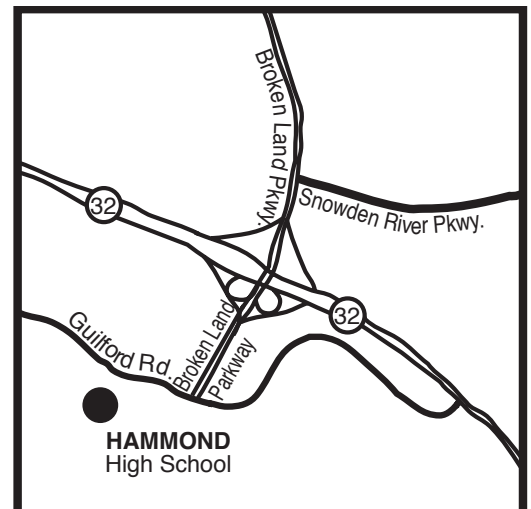 Broken Land Pkwy.
32
Snowden River Pkwy.
32
Guilford Rd.
Broken Land
Parkway
HAMMOND
High School